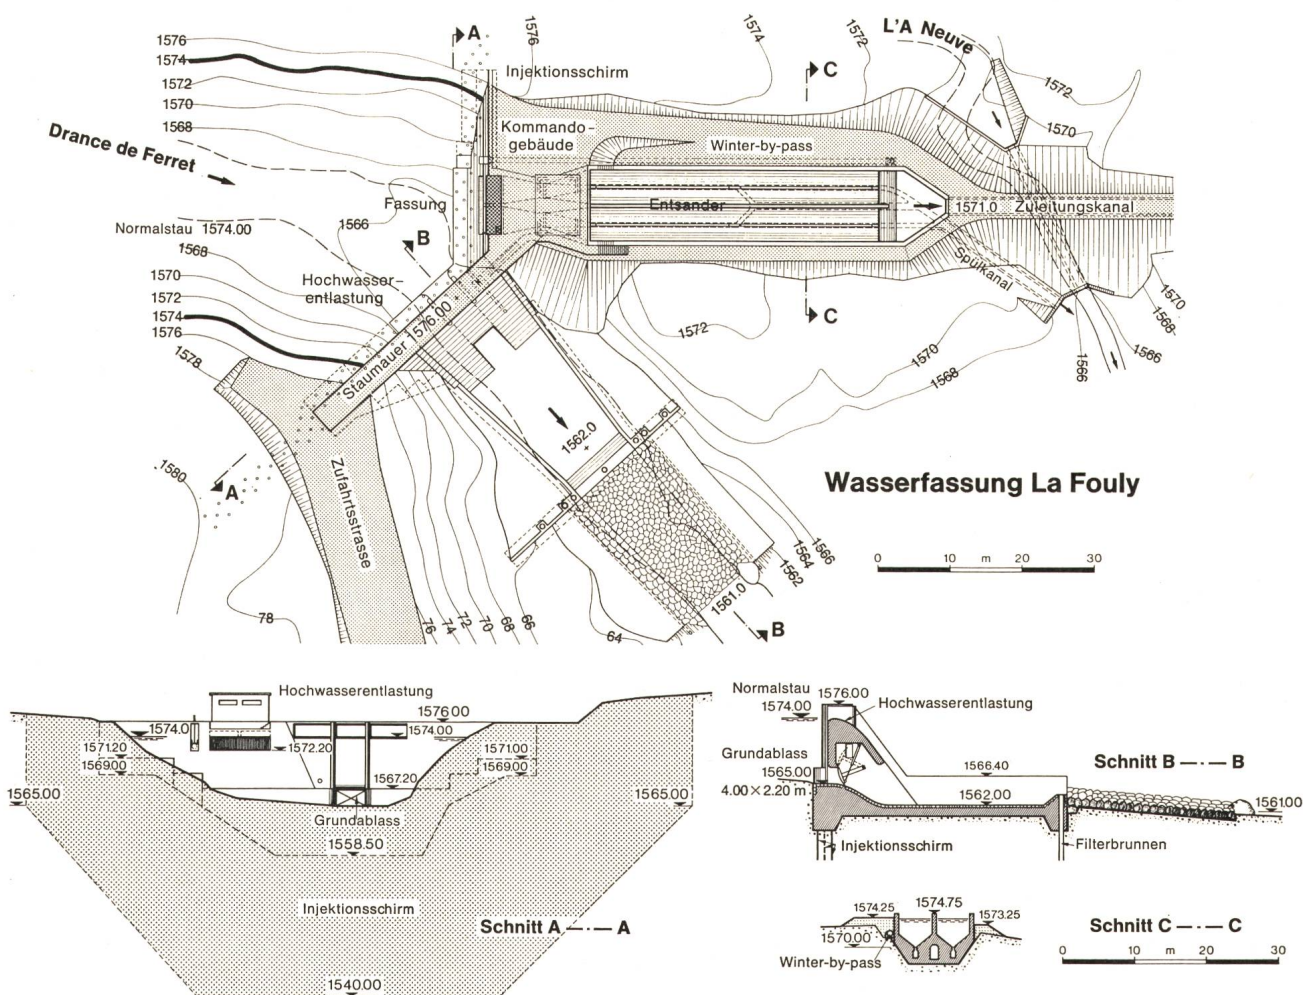 A
1576
1574
1572
L'A Neuve
1576
1574
1572
1570
1568
Injektionsschirm
C
1572
1570
Kommando-
gebäude
Winter-by-pass
Drance de Ferret
Fassung
Entsander
1571.0
Zuleitungskanal
Normalstau 1574.00
1566
B
1568
Hochwasser-
entlastung
Spülkanal
1570
1572
1574
1576
1578
Staumauer 1576.00
C
1572
1570
1568
1570
1568
1566
1566
1562.0
1580
A
Zufahrtsstrasse
Wasserfassung La Fouly
0 10 m 20 30
1566
1564
1562
1561.0
B
78
76
74
72
70
68
66
64
Hochwasserentlastung
1576.00
1574.0
1574.00
1571.20
1572.20
1571.00
1569.00
1569.00
1567.20
1565.00
1565.00
Grundablass
1558.50
Injektionsschirm
Schnitt A A
1540.00
Normalstau
1574.00
1576.00
Hochwasserentlastung
Grundablass
1565.00
4.00 × 2.20 m
1566.40
1562.00
Schnitt B B
1561.00
Injektionsschirm
Filterbrunnen
1574.25
1574.75
1573.25
1570.00
Winter-by-pass
Schnitt C C
0 10 m 20 30